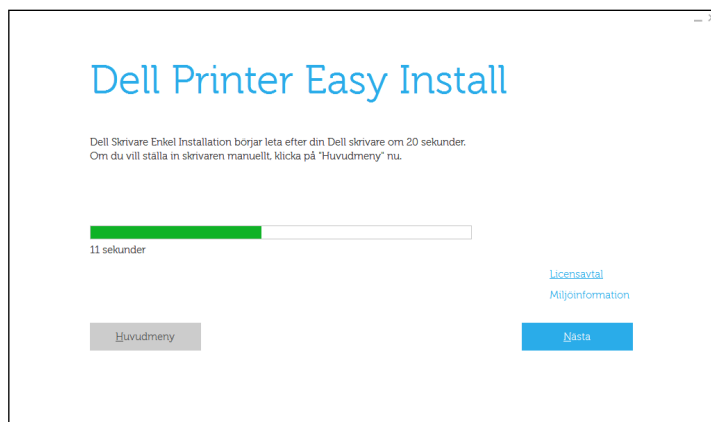 Dell Printer Easy Install
Dell Skrivare Enkel Installation börjar leta efter din Dell skrivare om 20 sekunder.
Om du vill ställa in skrivaren manuellt, klicka på "Huvudmeny" nu.
11 sekunder
Licensavtal
Miljöinformation
Huvudmeny
Nästa